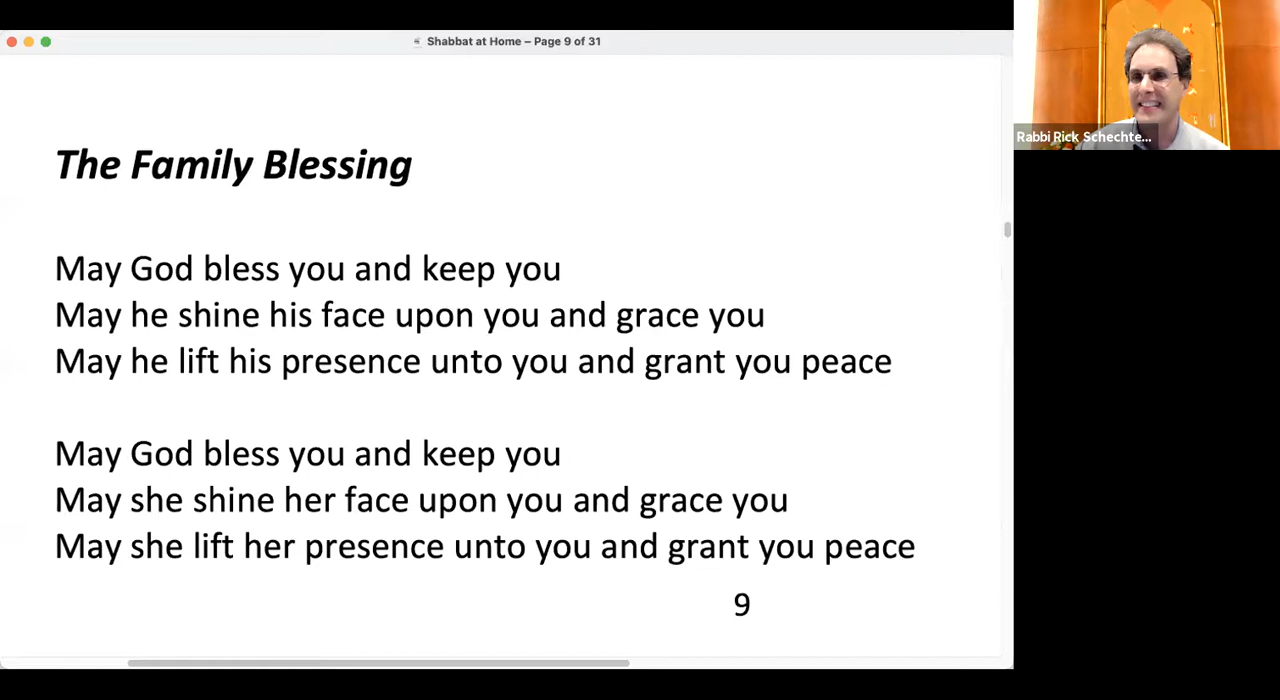 Shabbat at Home – Page 9 of 31
Rabbi Rick Schechte...
The Family Blessing
May God bless you and keep you
May he shine his face upon you and grace you
May he lift his presence unto you and grant you peace
May God bless you and keep you
May she shine her face upon you and grace you
May she lift her presence unto you and grant you peace
9